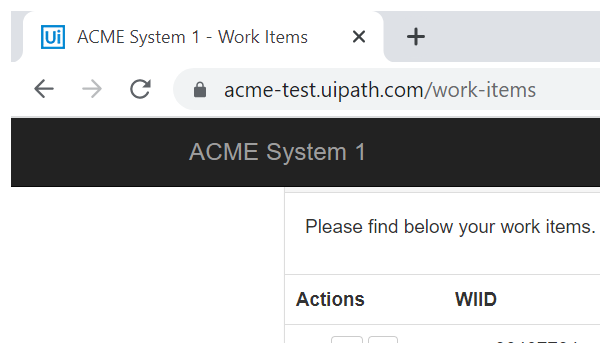 Ui ACME System 1 - Work Items
acme-test.uipath.com/work-items
ACME System 1
Please find below your work items.
Actions WIID